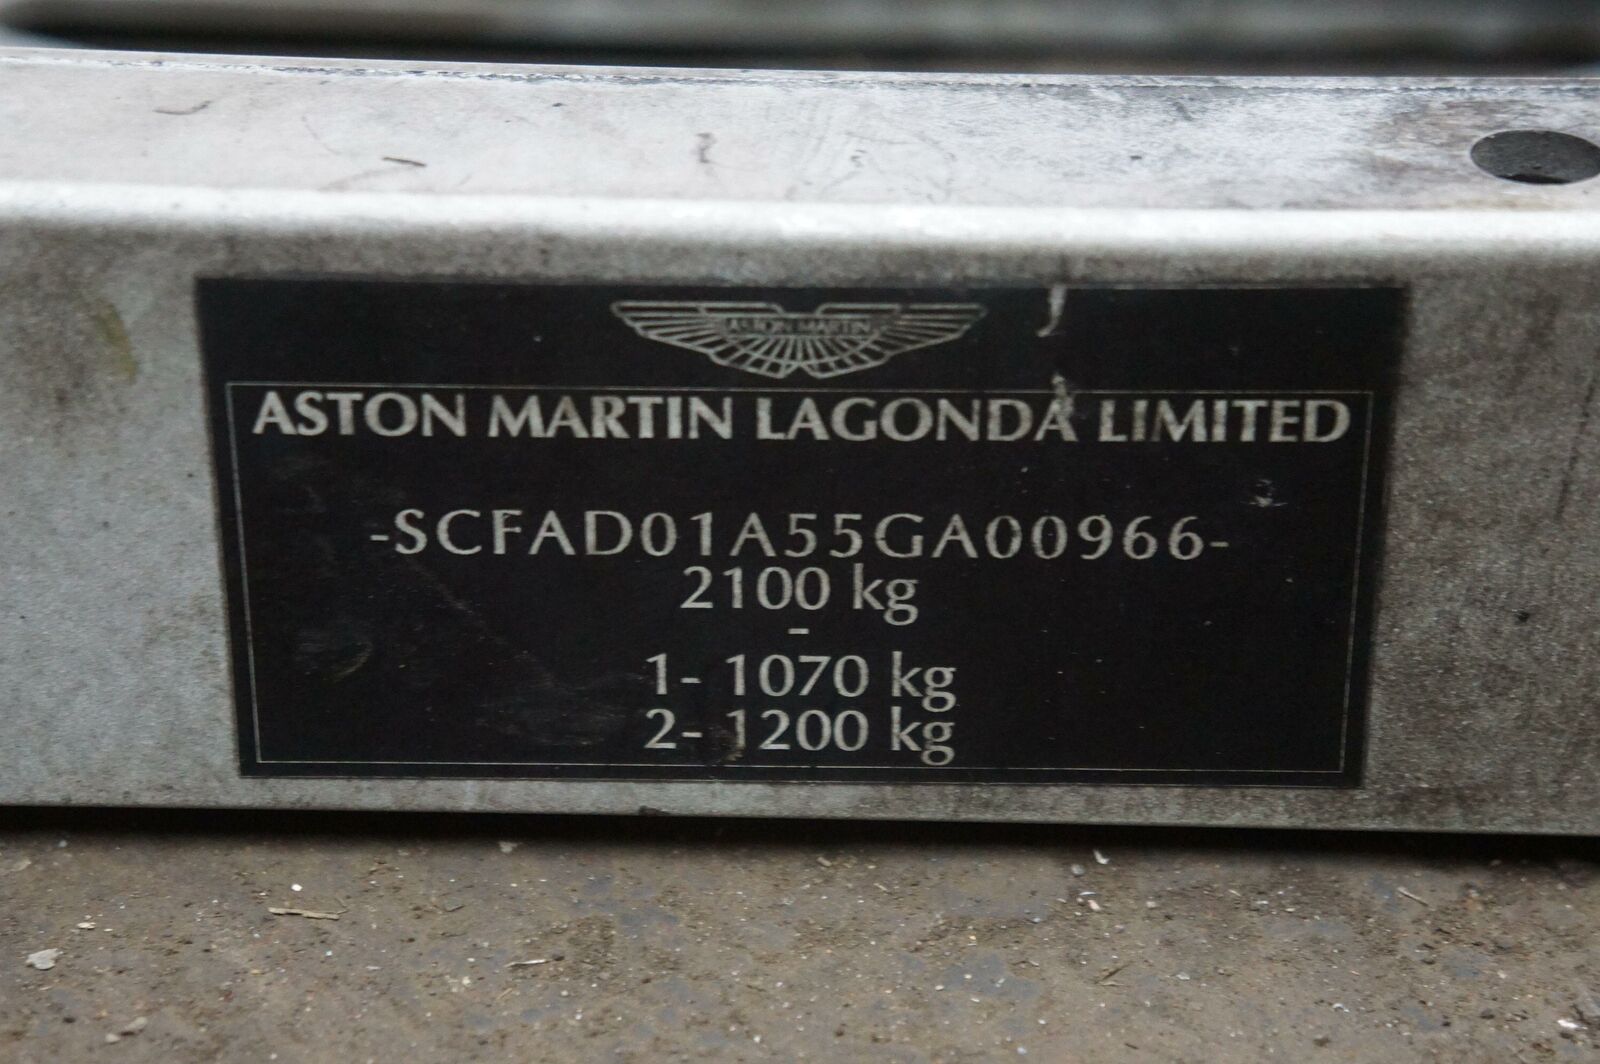 ASTON MARTIN
ASTON MARTIN LAGONDA LIMITED
-SCFAD01A55GA00966-
2100 kg
-
1- 1070 kg
2- 1200 kg